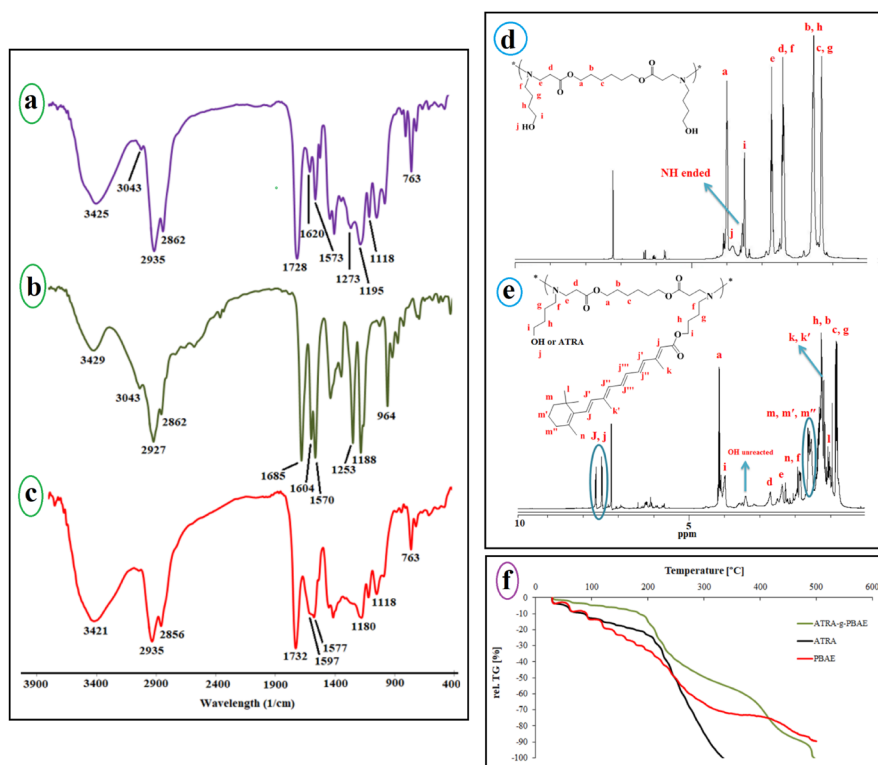 a
3043
3425
2862
2935
1728
1620
1573
1273
1195
1118
763
b
3429
3043
2862
2927
1685
1604
1570
1253
1188
964
c
3421
2856
2935
1732
1577
1597
1180
1118
763
3900 3400 2900 2400 1900 1400 900 400
Wavelength (1/cm)
d
* N d O b O O N *
e O a c O
f g
h i
j HO
OH
a
NH ended
j
i
e
d, f
b, h
c, g
e
* N d O b O O N *
g f e O a c O f g
i h
OH or ATRA
j
h
i
O
O
j
j' k
j'''
j''
J''
J'''
J' k'
J
m l
m'
m'' n
J, j
a
i
OH unreacted
d
e
n, f
m, m', m''
k, k'
h, b
c, g
l
10 5
ppm
f
Temperature [°C]
0 100 200 300 400 500 600
0
-10
-20
-30
-40
-50
-60
-70
-80
-90
-100
rel. TG [%]
ATRA-g-PBAE
ATRA
PBAE